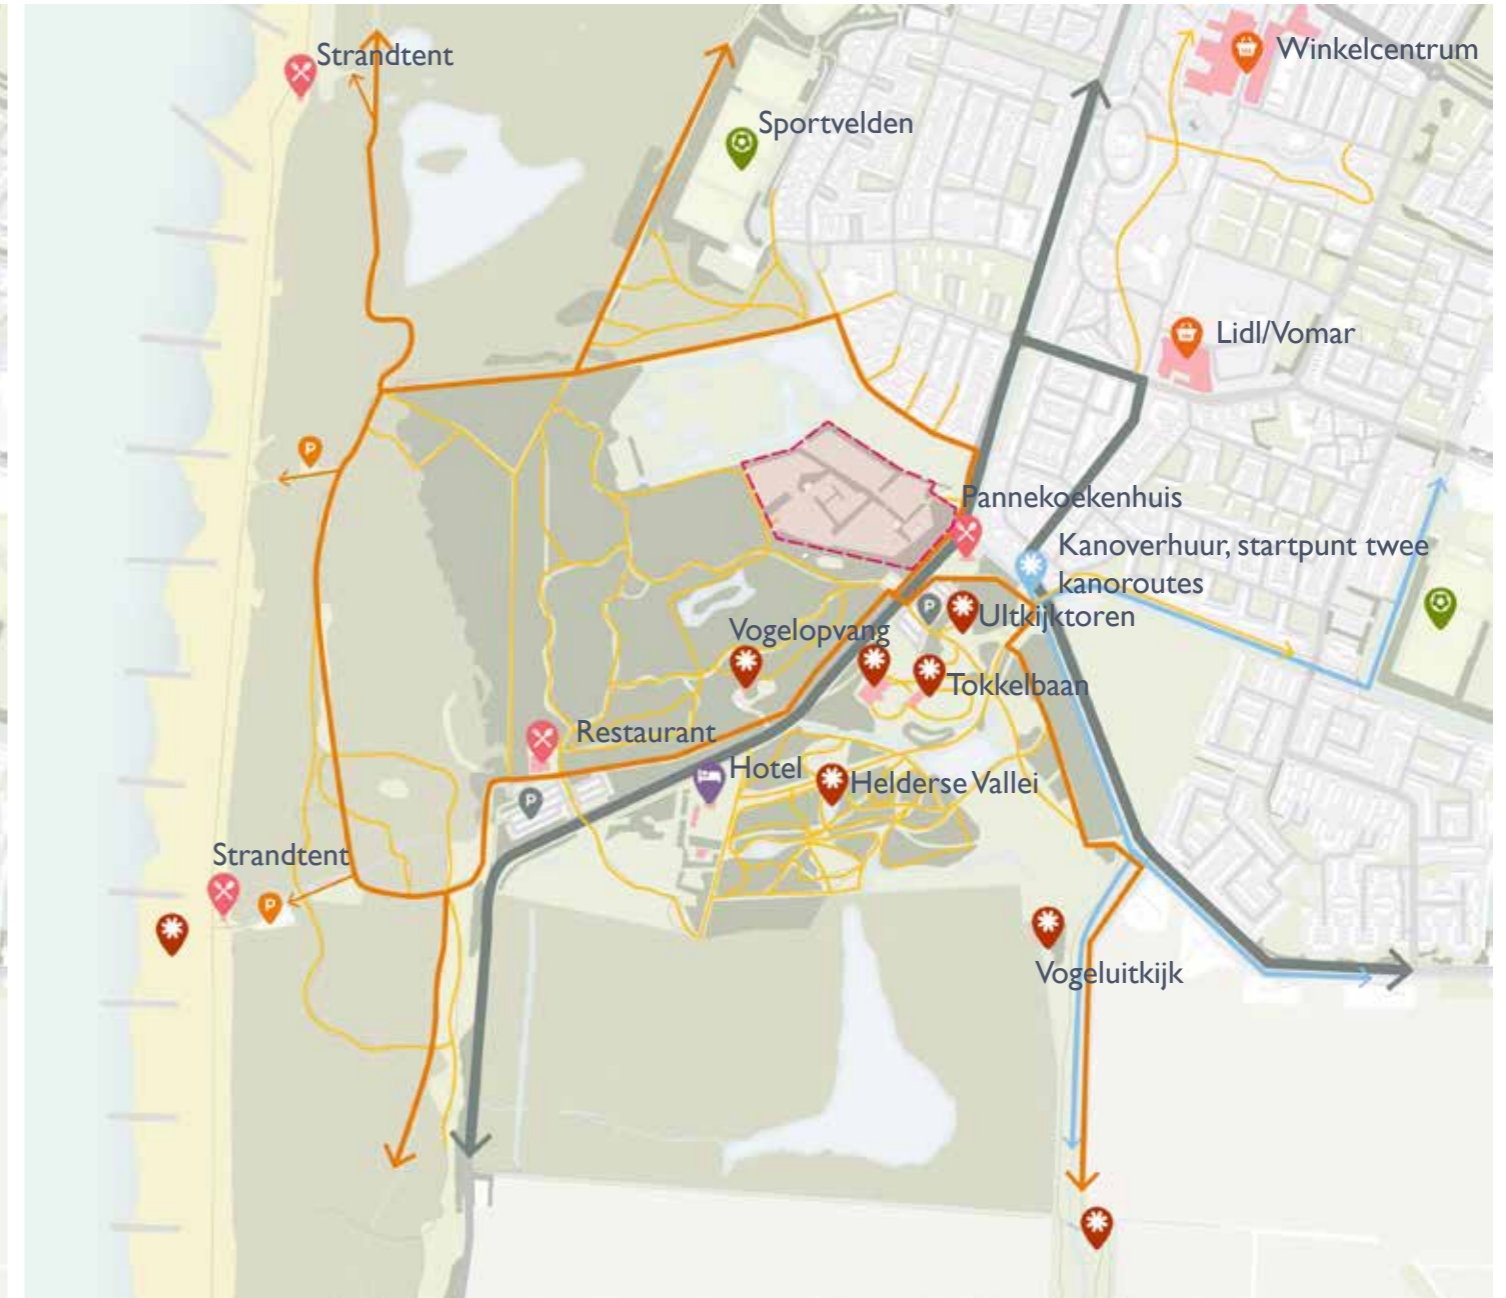 Strandtent
Winkelcentrum
Sportvelden
Lidl/Vomar
P
Pannekoekenhuis
Kanoverhuur, startpunt twee
kanoroutes
P
UItkijktoren
Vogelopvang
Tokkelbaan
Restaurant
Hotel
Helderse Vallei
P
Strandtent
P
Vogeluitkijk